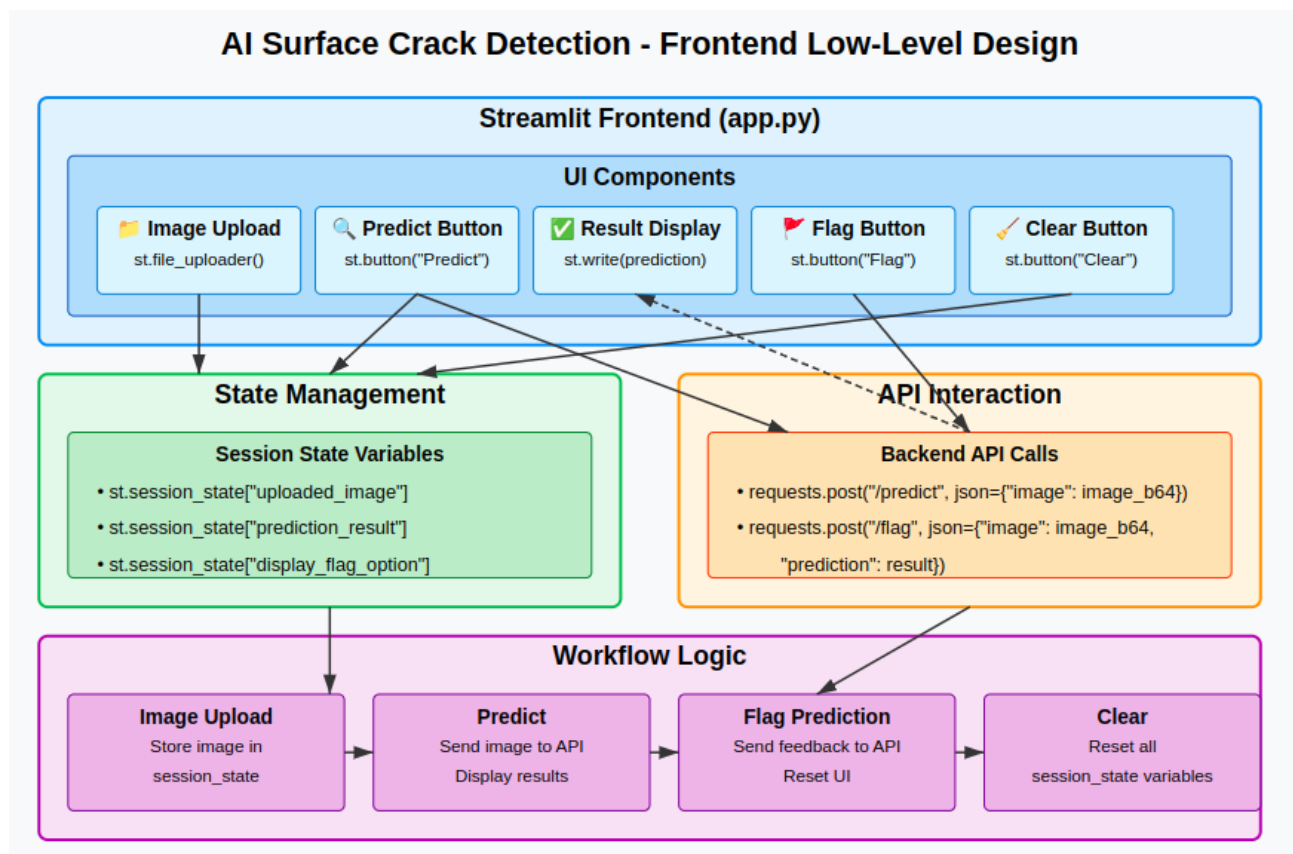 AI Surface Crack Detection - Frontend Low-Level Design
Streamlit Frontend (app.py)
UI Components
📁 Image Upload
st.file_uploader()
🔍 Predict Button
st.button("Predict")
✅ Result Display
st.write(prediction)
🚩 Flag Button
st.button("Flag")
🧹 Clear Button
st.button("Clear")
State Management
Session State Variables
• st.session_state["uploaded_image"]
• st.session_state["prediction_result"]
• st.session_state["display_flag_option"]
API Interaction
Backend API Calls
• requests.post("/predict", json={"image": image_b64})
• requests.post("/flag", json={"image": image_b64,
"prediction": result})
Workflow Logic
Image Upload
Store image in
session_state
Predict
Send image to API
Display results
Flag Prediction
Send feedback to API
Reset UI
Clear
Reset all
session_state variables